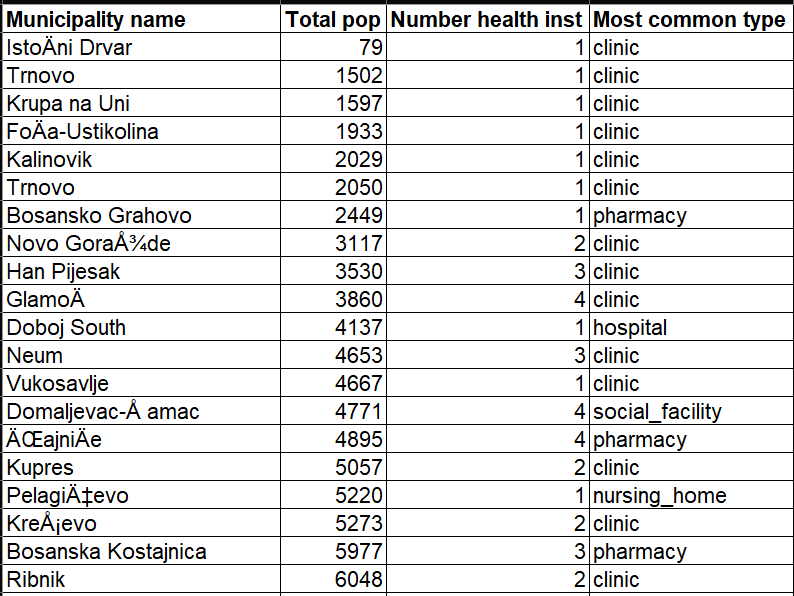 Municipality name Total pop Number health inst Most common type
IstoÄni Drvar 79 1 clinic
Trnovo 1502 1 clinic
Krupa na Uni 1597 1 clinic
FoÄa-Ustikolina 1933 1 clinic
Kalinovik 2029 1 clinic
Trnovo 2050 1 clinic
Bosansko Grahovo 2449 1 pharmacy
Novo GoraÅ¾de 3117 2 clinic
Han Pijesak 3530 3 clinic
GlamoÄ 3860 4 clinic
Doboj South 4137 1 hospital
Neum 4653 3 clinic
Vukosavlje 4667 1 clinic
Domaljevac-Å amac 4771 4 social_facility
ÄŒajniÄe 4895 4 pharmacy
Kupres 5057 2 clinic
PelagiÄ‡evo 5220 1 nursing_home
KreÅ¡evo 5273 2 clinic
Bosanska Kostajnica 5977 3 pharmacy
Ribnik 6048 2 clinic